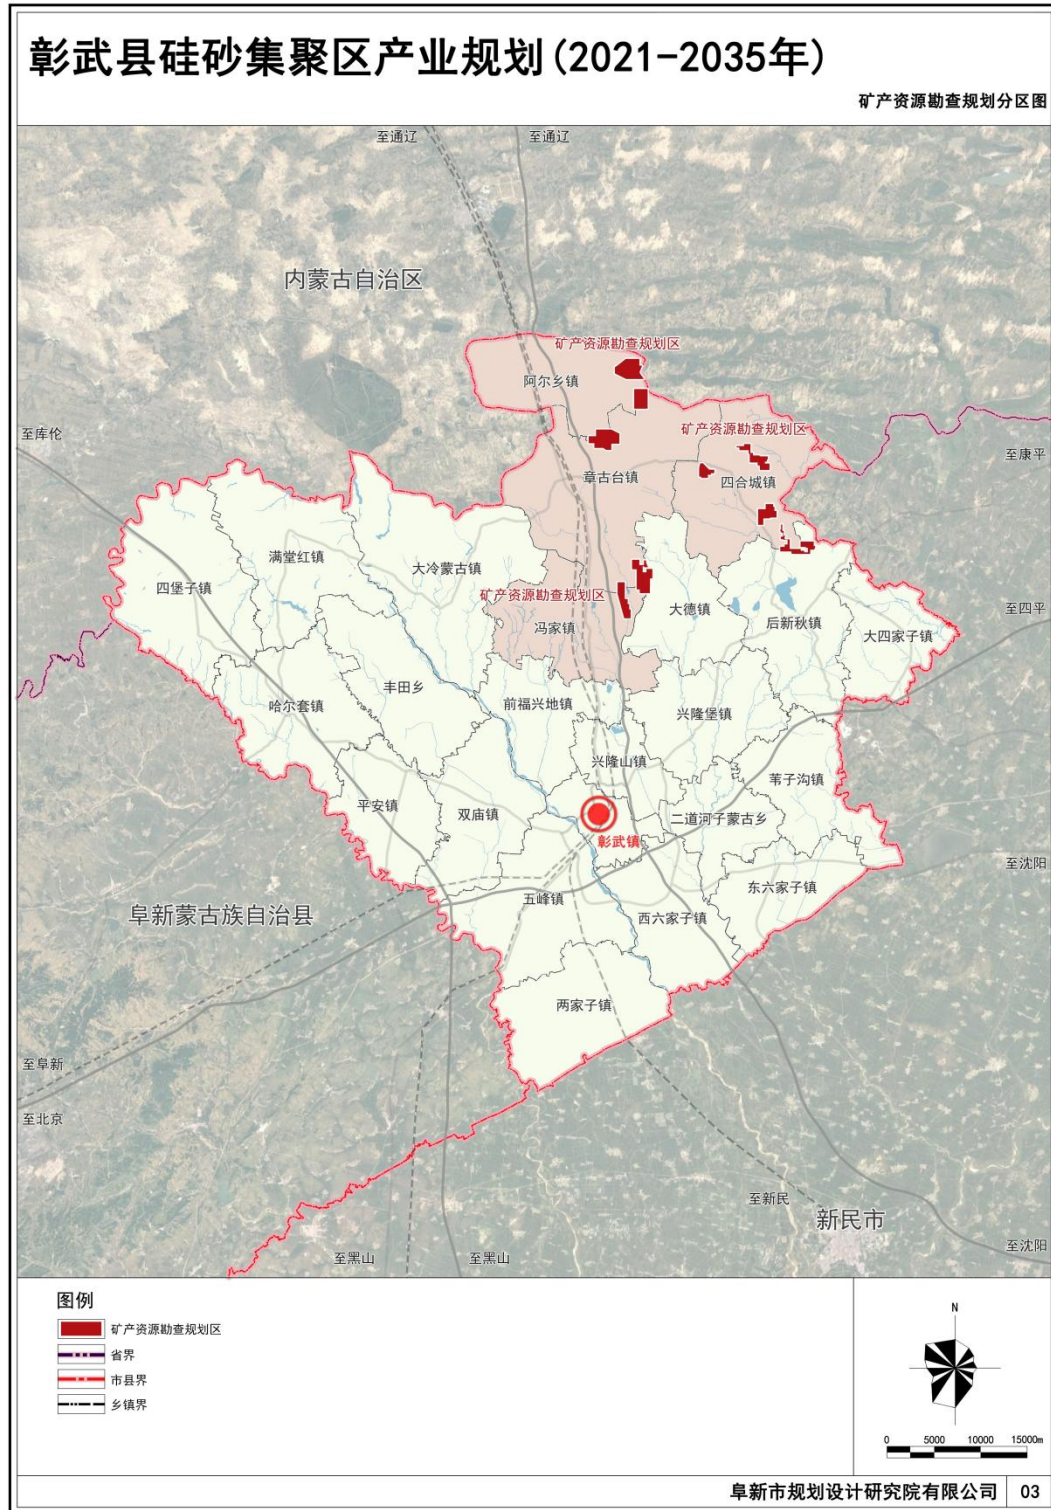 彰武县硅砂集聚区产业规划(2021-2035年)
矿产资源勘查规划分区图
至通辽
至通辽
内蒙古自治区
矿产资源勘查规划区
阿尔乡镇
至库伦
矿产资源勘查规划区
至康平
章古台镇
四合城镇
满堂红镇
大冷蒙古镇
四堡子镇
矿产资源勘查规划区
大德镇
至四平
冯家镇
后新秋镇
大四家子镇
丰田乡
哈尔套镇
前福兴地镇
兴隆堡镇
兴隆山镇
苇子沟镇
平安镇
双庙镇
二道河子蒙古乡
彰武镇
至沈阳
东六家子镇
五峰镇
阜新蒙古族自治县
西六家子镇
两家子镇
至阜新
至北京
至新民
新民市
至沈阳
至黑山
至黑山
图例
矿产资源勘查规划区
省界
市县界
乡镇界
N
0 5000 10000 15000m
阜新市规划设计研究院有限公司 03